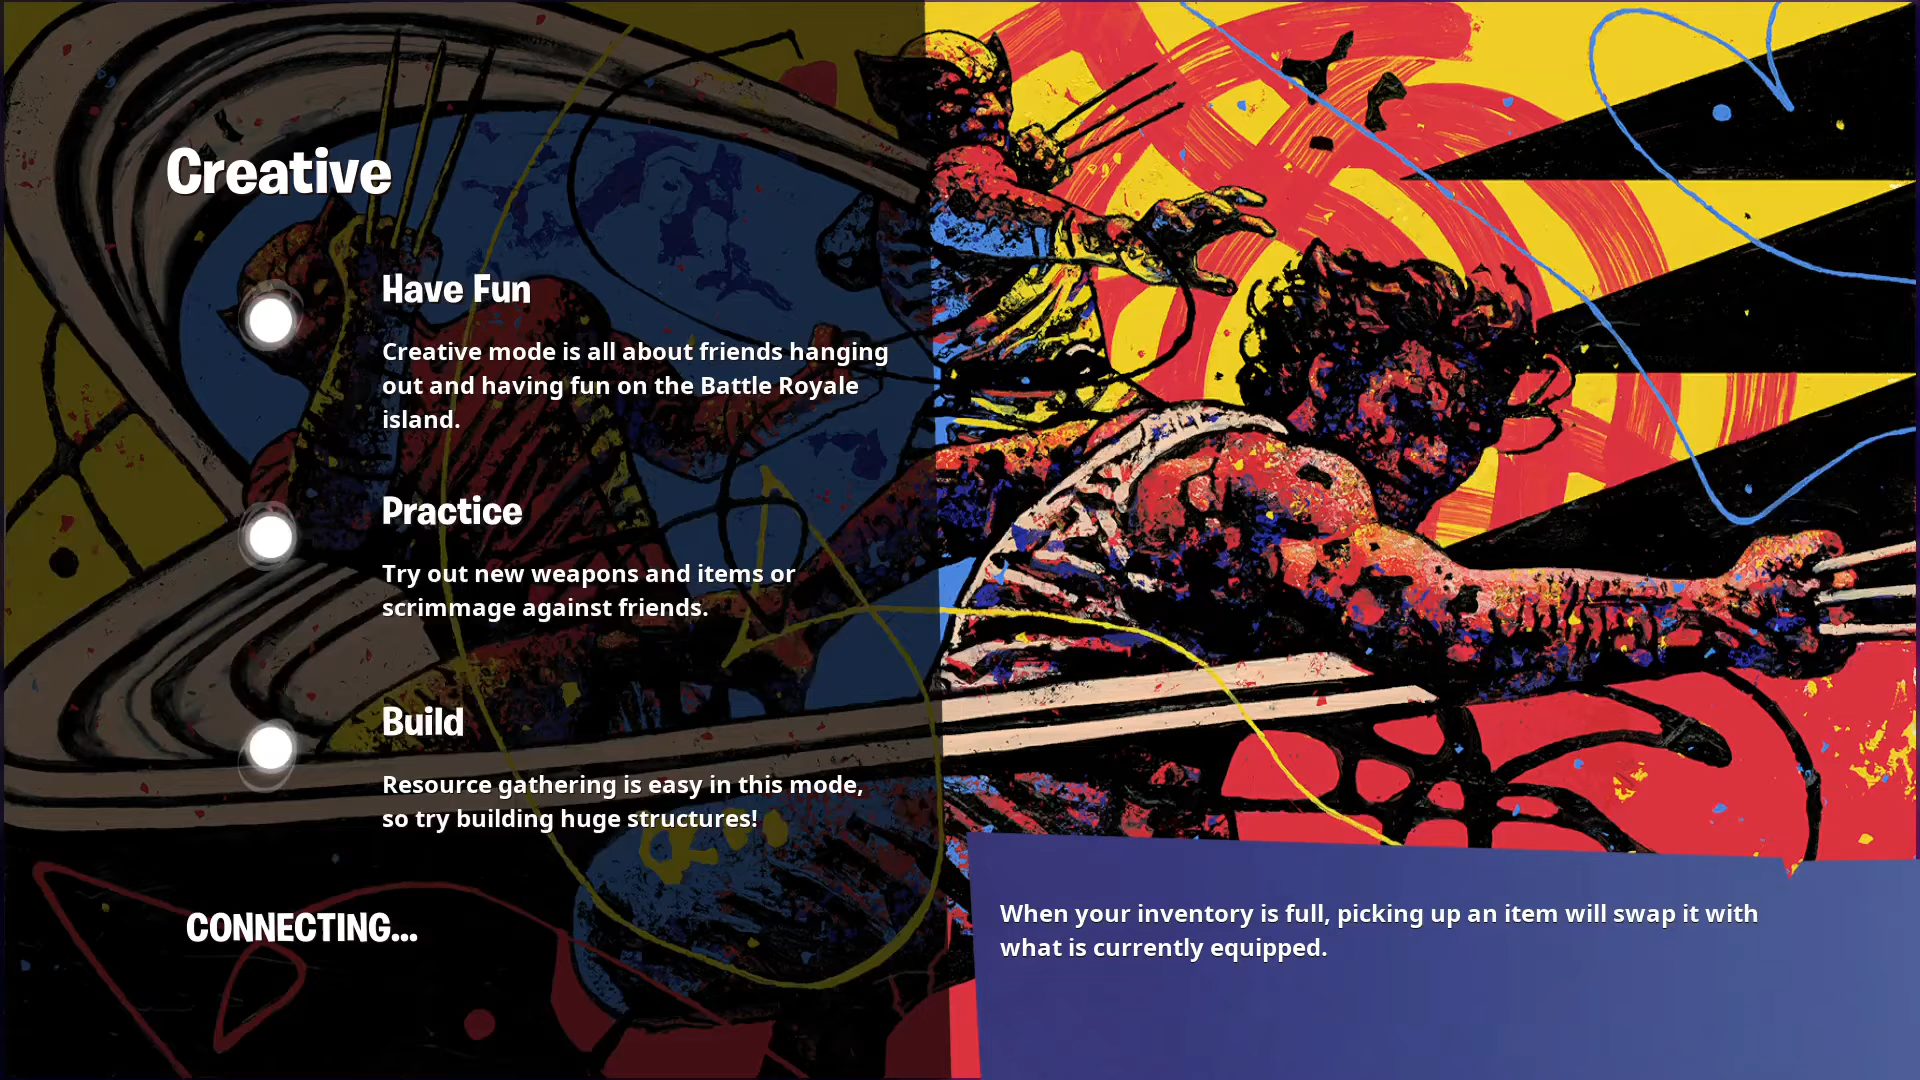 Creative
Have Fun
Creative mode is all about friends hanging
out and having fun on the Battle Royale
island.
Practice
Try out new weapons and items or
scrimmage against friends.
Build
Resource gathering is easy in this mode,
so try building huge structures!
CONNECTING...
When your inventory is full, picking up an item will swap it with
what is currently equipped.